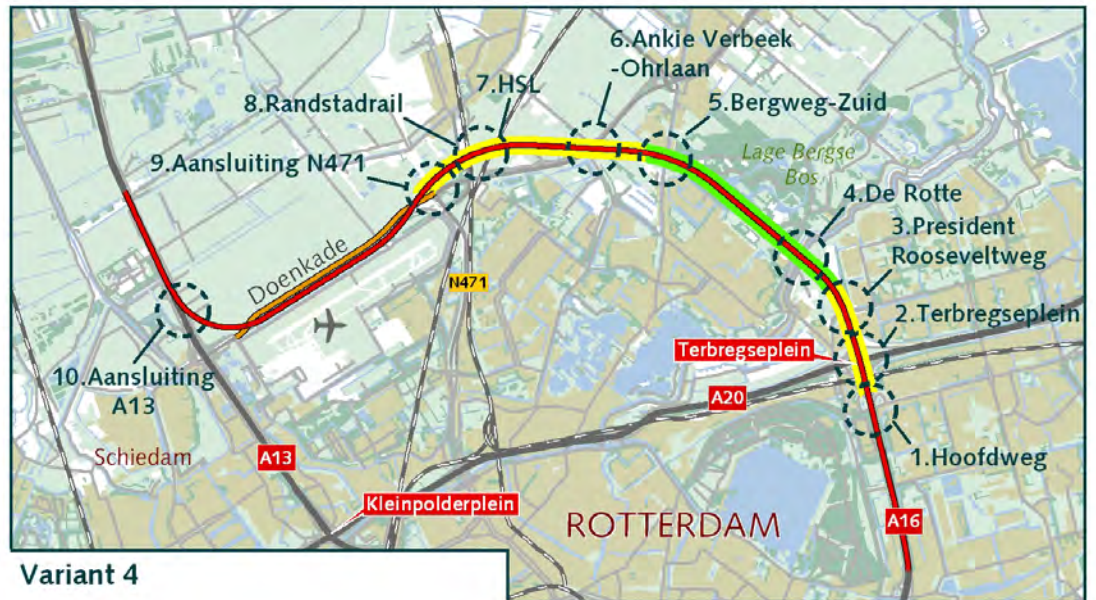 6.Ankie Verbeek
-Ohrlaan
7.HSL
8.Randstadrail
5.Bergweg-Zuid
9.Aansluiting N471
Lage Bergse
Bos
4.De Rotte
3.President
Rooseveltweg
Doenkade
N471
2.Terbregseplein
Terbregseplein
10.Aansluiting
A13
A20
Schiedam
A13
1.Hoofdweg
Kleinpolderplein
ROTTERDAM
A16
Variant 4